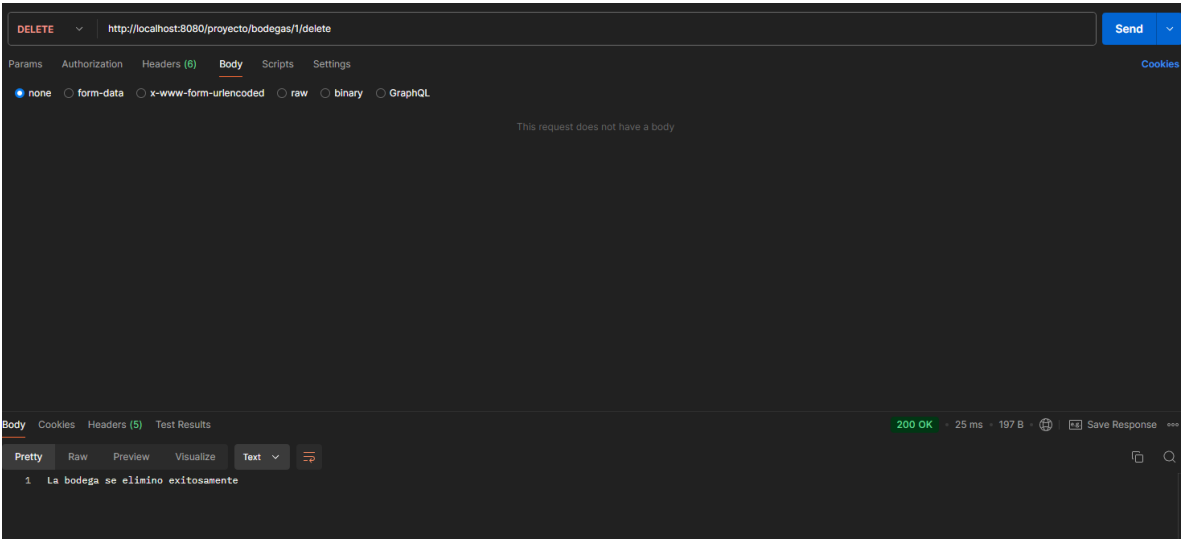 DELETE http://localhost:8080/proyecto/bodegas/1/delete Send
Params Authorization Headers (6) Body Scripts Settings Cookies
none form-data x-www-form-urlencoded raw binary GraphQL
This request does not have a body
Body Cookies Headers (5) Test Results 200 OK 25 ms 197 B Save Response
Pretty Raw Preview Visualize Text
1 La bodega se elimino exitosamente